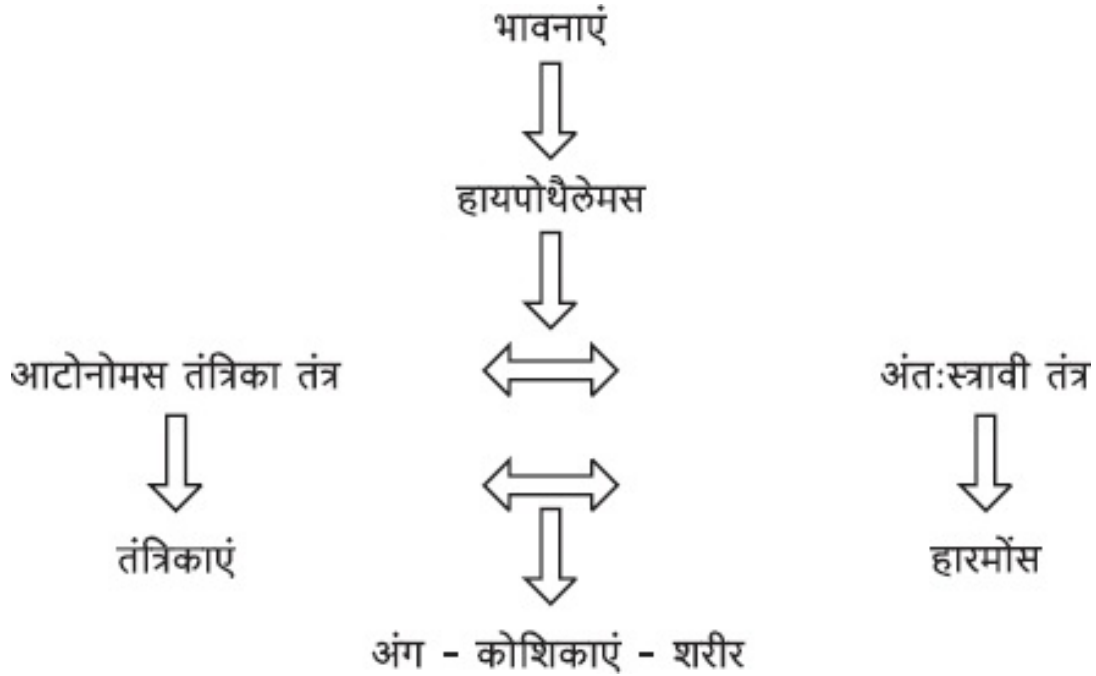 भावनाएं
हायपोथैलेमस
आटोनोमस तंत्रिका तंत्र अंत:स्त्रावी तंत्र
तंत्रिकाएं हारमोंस
अंग - कोशिकाएं - शरीर